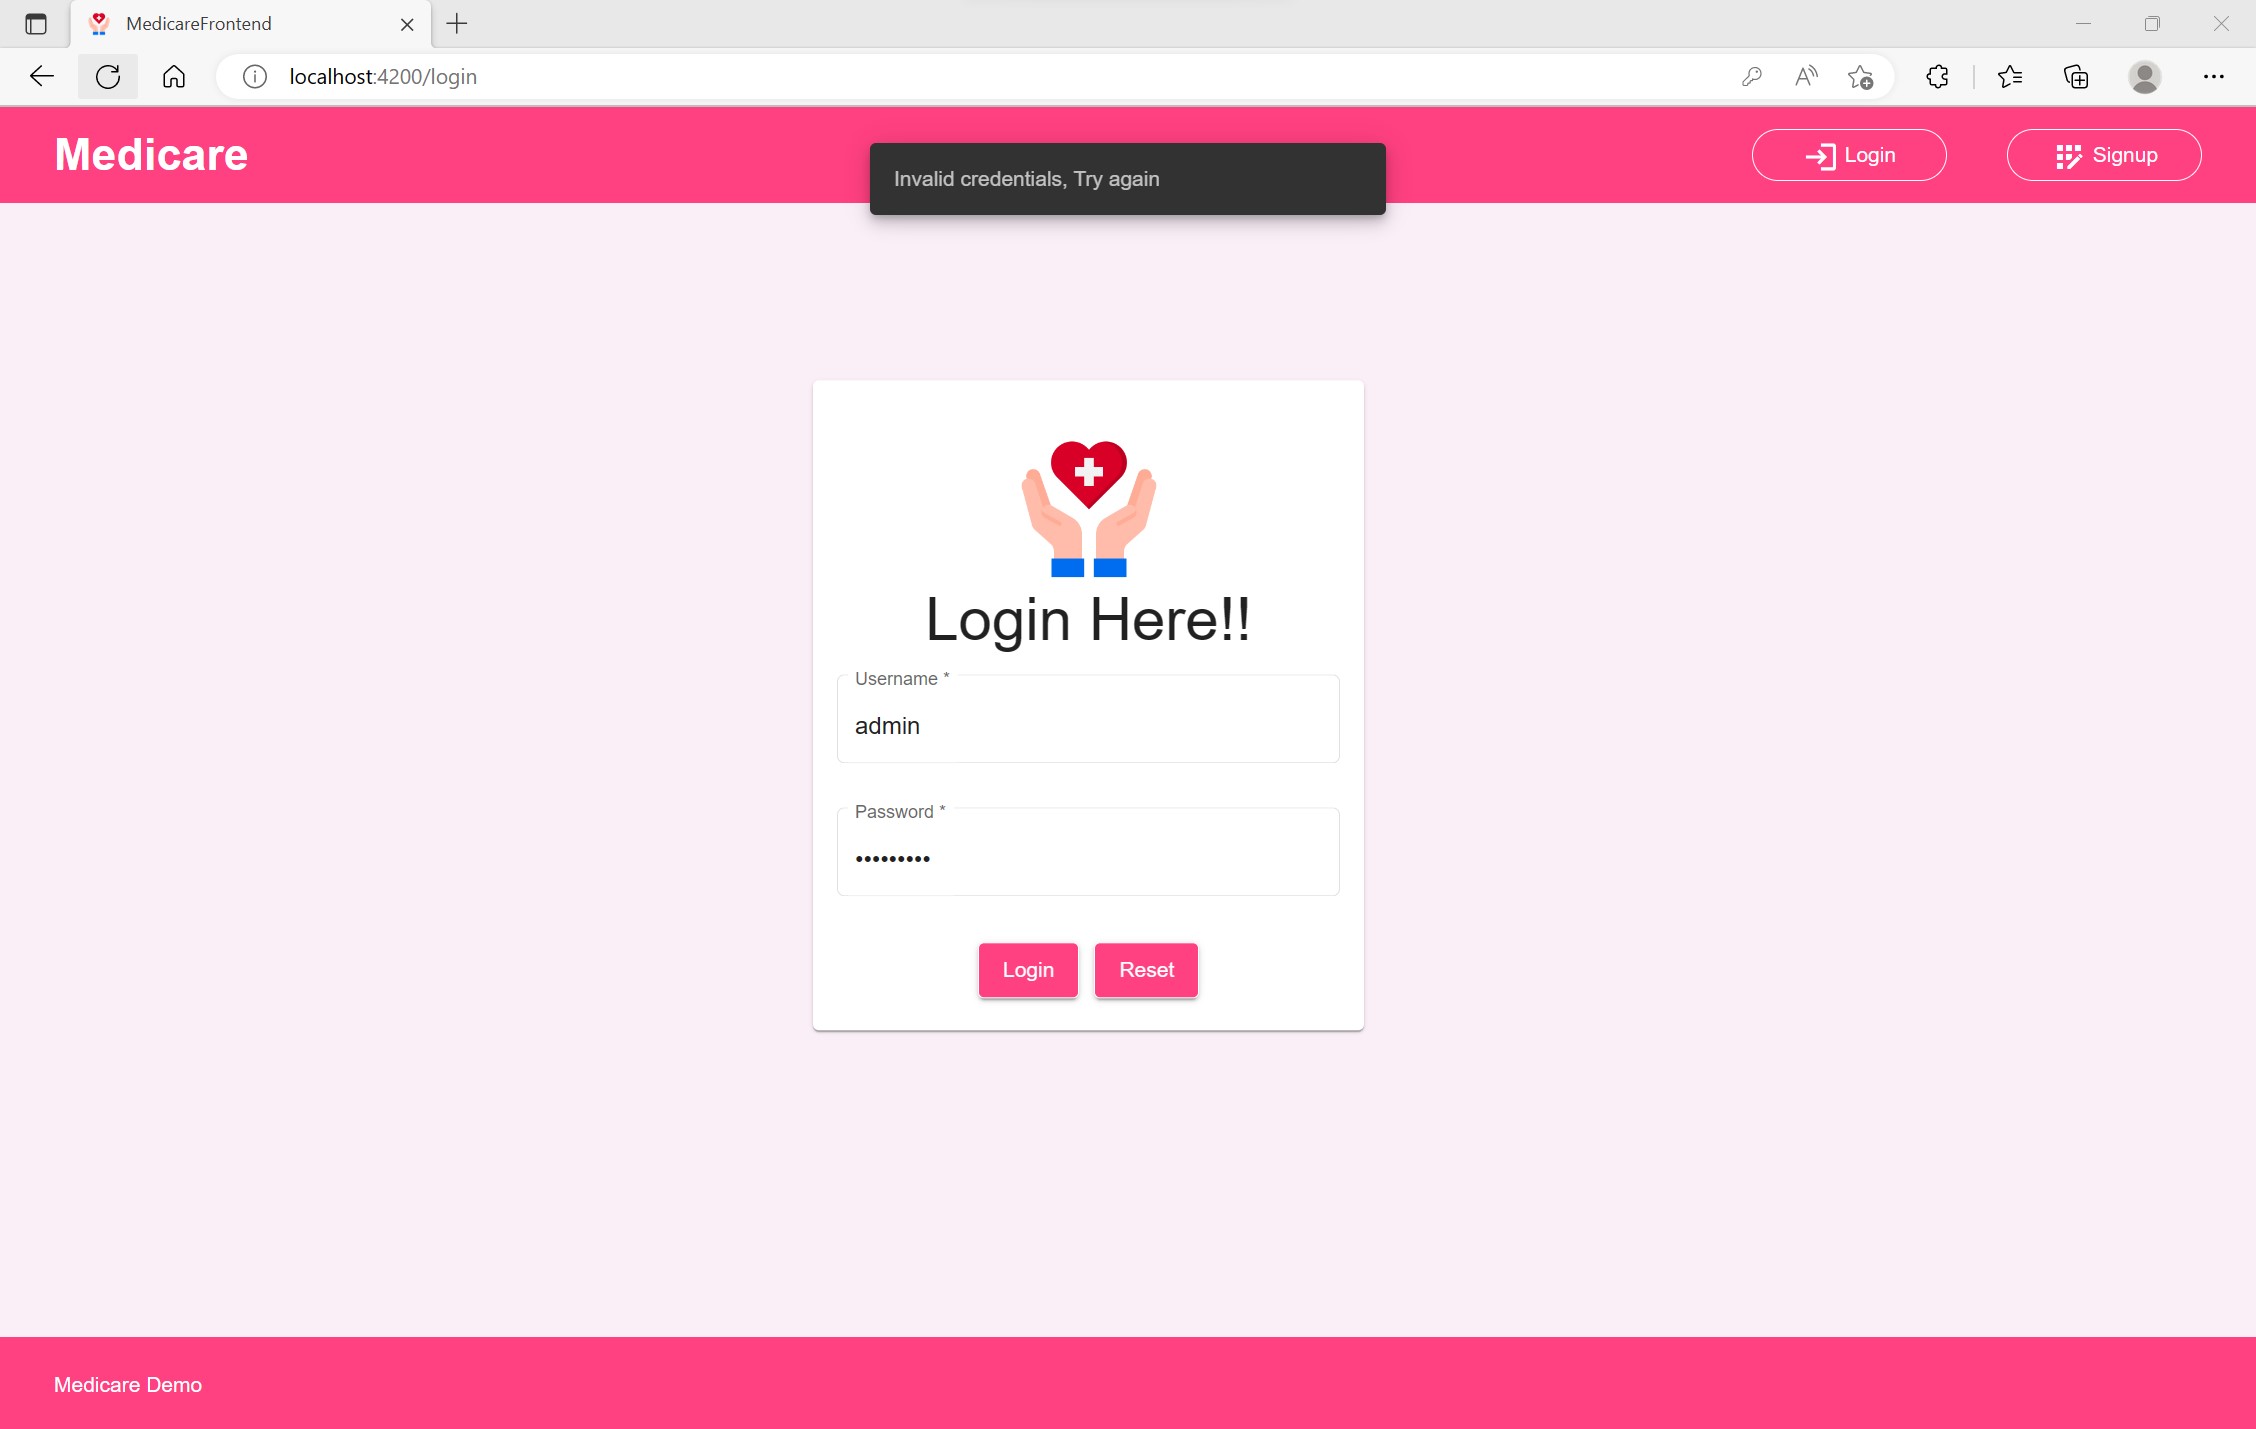 MedicareFrontend
localhost:4200/login
Medicare
Invalid credentials, Try again
Login
Signup
Login Here!!
Username *
admin
Password *
•••••••••
Login
Reset
Medicare Demo